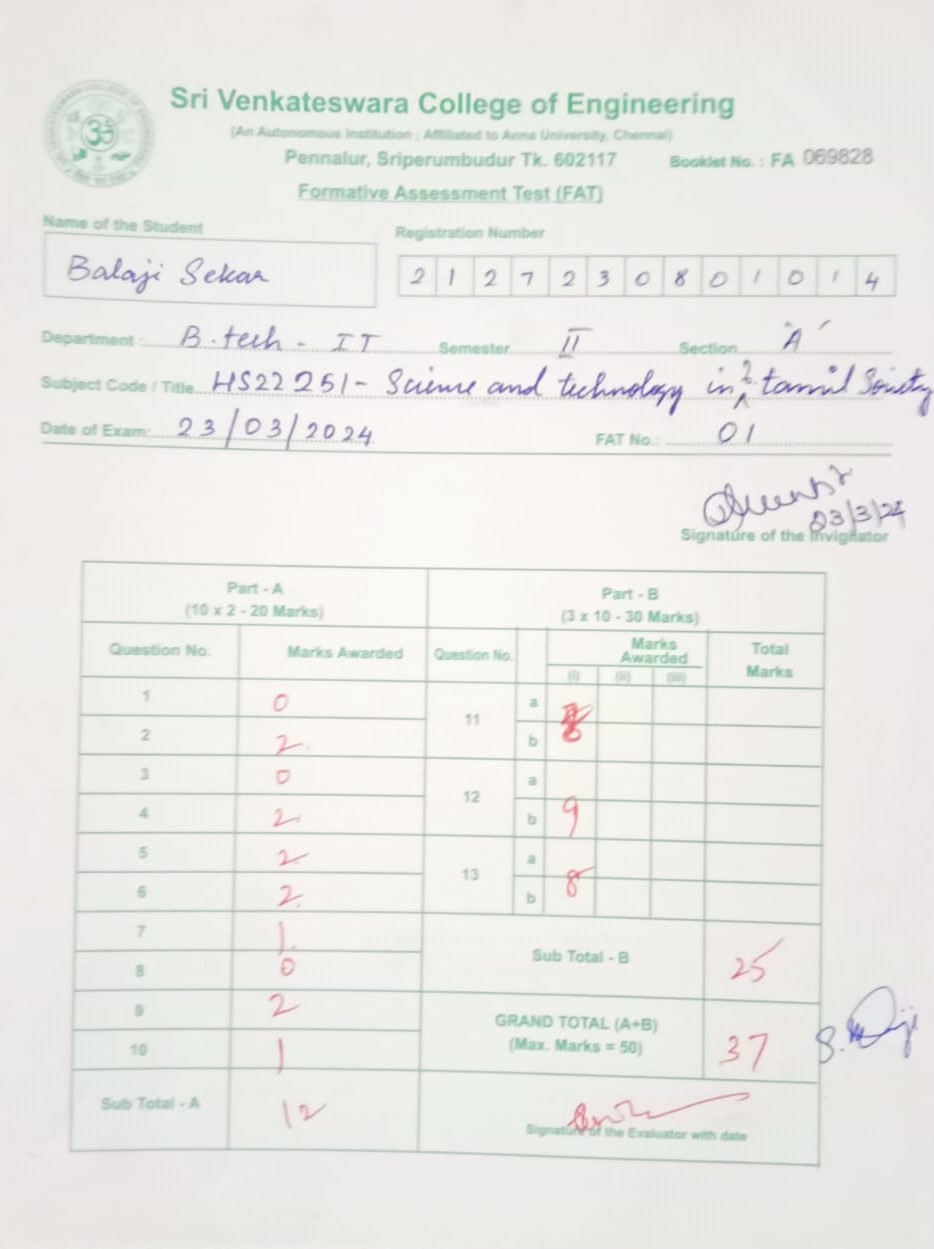 Sri Venkateswara College of Engineering
(An Autonomous Institution ; Affiliated to Anna University, Chennai)
Pennalur, Sriperumbudur Tk. 602117
Booklet No. : FA 069828
Formative Assessment Test (FAT)
Name of the Student
Registration Number
Balaji Sekar
2 1 2 7 2 3 0 8 0 1 0 1 4
Department : B.tech - IT Semester II Section 'A'
Subject Code / Title HS22251 - Science and technology in tamil Society
Date of Exam: 23/03/2024 FAT No.: 01
23/3/24
Signature of the Invigilator
Part - A
(10 x 2 - 20 Marks)
Part - B
(3 x 10 - 30 Marks)
Question No. Marks Awarded Question No. Marks Awarded Total Marks
(i) (ii) (iii)
1 0 11 a
2 2 b 8
3 0 12 a
4 2 b 9
5 2 13 a
6 2 b 8
7 1
8 0 Sub Total - B 25
9 2 GRAND TOTAL (A+B)
10 1 (Max. Marks = 50) 37
Sub Total - A 12
Signature of the Evaluator with date